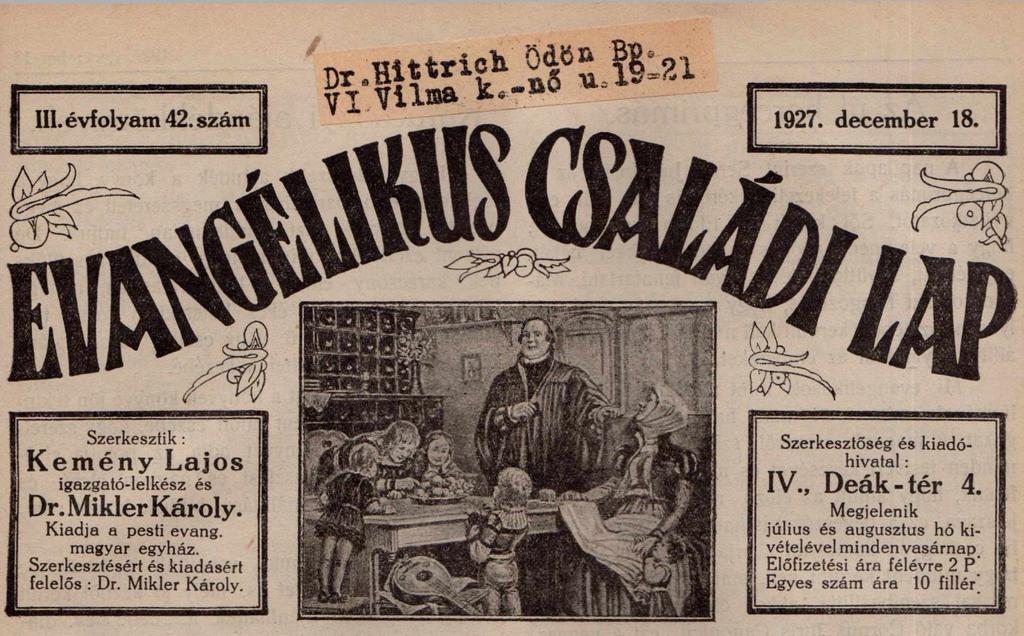 Dr.Hittrich Ödön Bp.
VI Vilma k.-nő u.19-21
III. évfolyam 42. szám
1927. december 18.
EVANGÉLIKUS CSALÁDI LAP
Szerkesztik :
Kemény Lajos
igazgató-lelkész és
Dr. Mikler Károly.
Kiadja a pesti evang.
magyar egyház.
Szerkesztésért és kiadásért
felelős : Dr. Mikler Károly.
Szerkesztőség és kiadó-
hivatal :
IV., Deák-tér 4.
Megjelenik
július és augusztus hó ki-
vételével minden vasárnap.
Előfizetési ára félévre 2 P
Egyes szám ára 10 fillér.